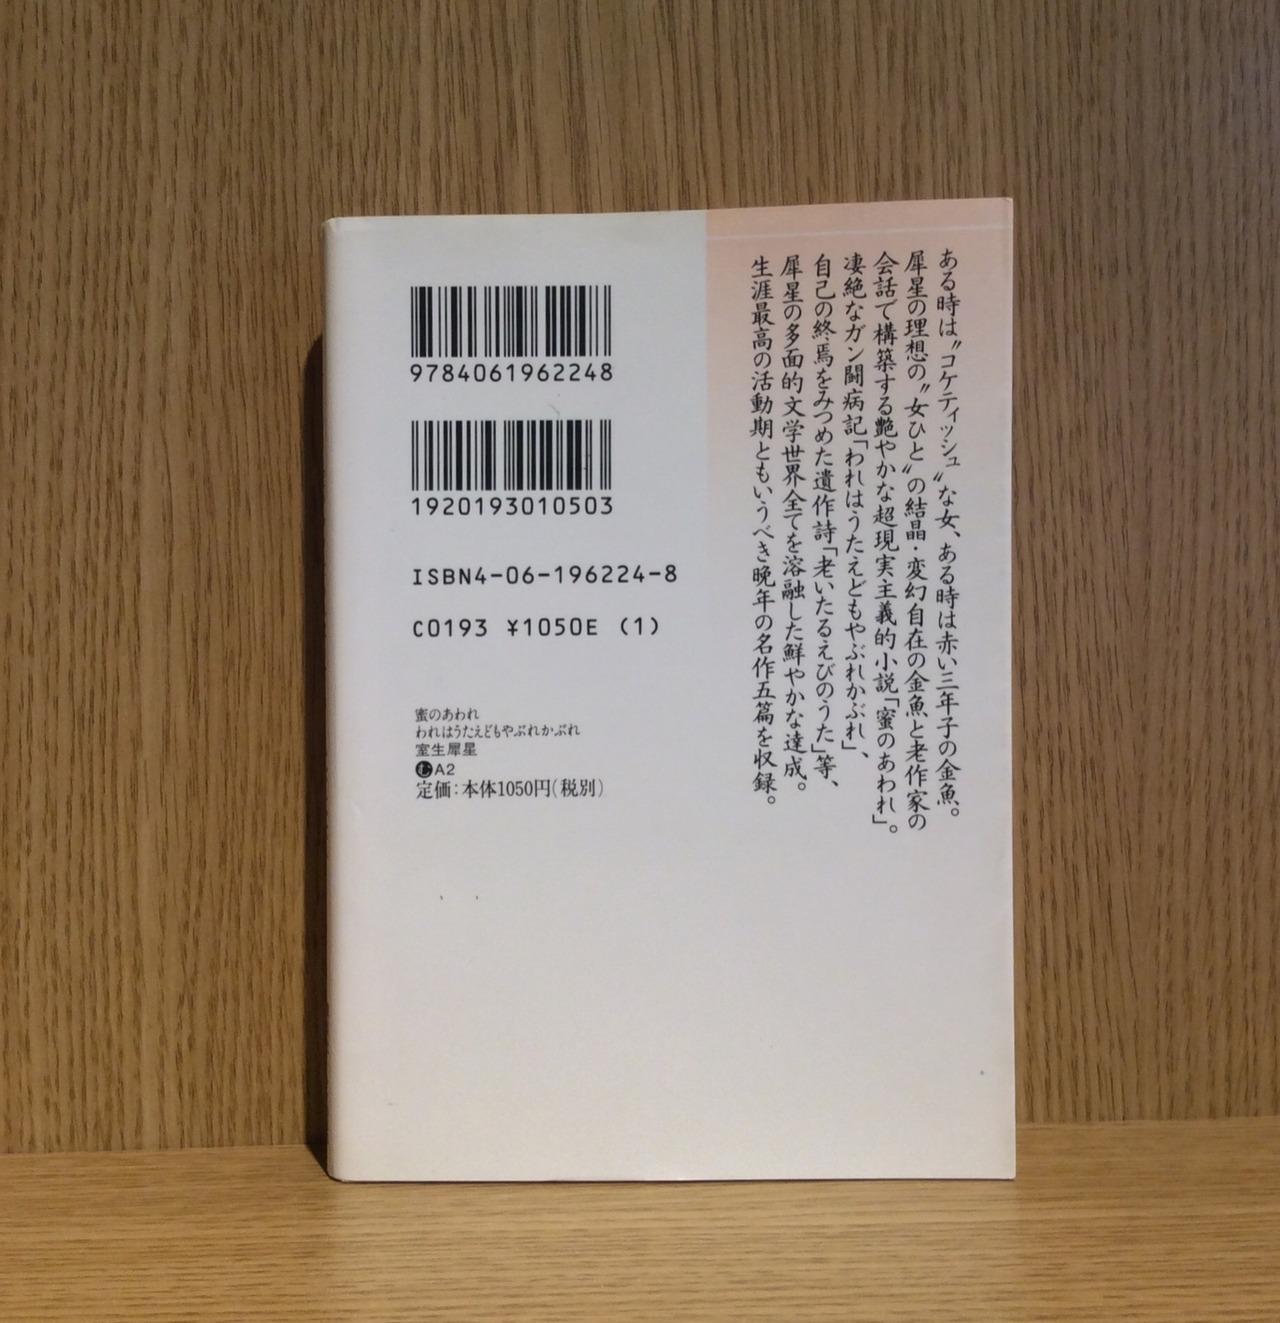 ある時は〝コケティッシュ〟な女、ある時は赤い三年子の金魚。
犀星の理想の〝女ひと〟の結晶・変幻自在の金魚と老作家の
会話で構築する艶やかな超現実主義的小説「蜜のあわれ」。
凄絶なガン闘病記「われはうたえどもやぶれかぶれ」、
自己の終焉をみつめた遺作詩「老いたるえびのうた」等、
犀星の多面的文学世界全てを溶融した鮮やかな達成。
生涯最高の活動期ともいうべき晩年の名作五篇を収録。
9784061962248
1920193010503
ISBN4-06-196224-8
C0193 ¥1050E (1)
蜜のあわれ
われはうたえどもやぶれかぶれ
室生犀星
むA2
定価:本体1050円(税別)